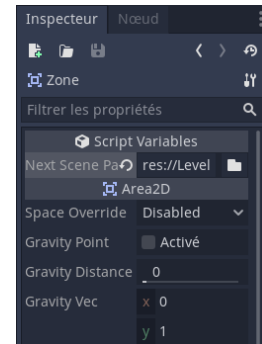 Inspecteur Nœud
Zone
Filtrer les propriétés
Script Variables
Next Scene Pa res://Level
Area2D
Space Override Disabled
Gravity Point Activé
Gravity Distance 0
Gravity Vec x 0
y 1